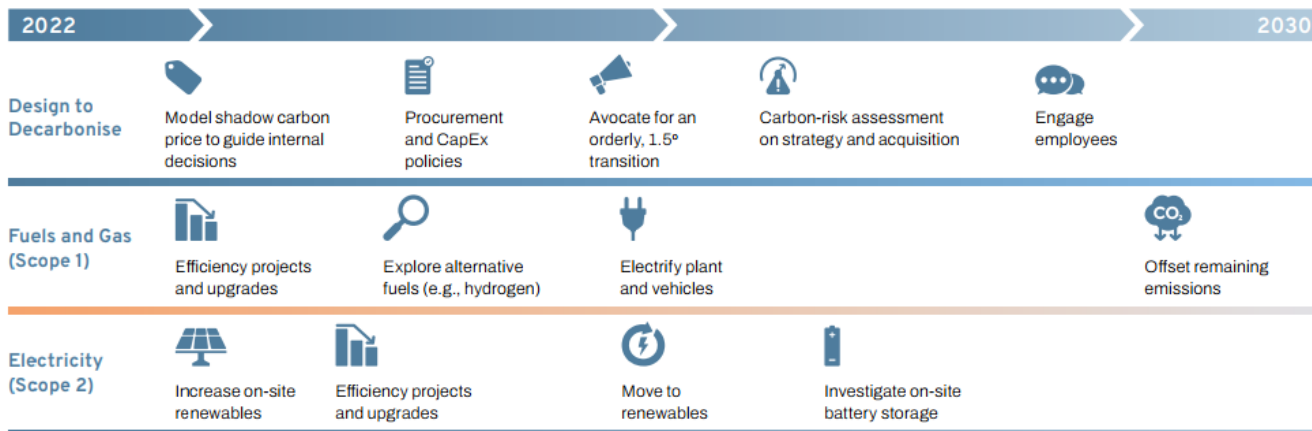 2022
2030
Design to
Decarbonise
Model shadow carbon
price to guide internal
decisions
Procurement
and CapEx
policies
Avocate for an
orderly, 1.5°
transition
Carbon-risk assessment
on strategy and acquisition
Engage
employees
Fuels and Gas
(Scope 1)
Efficiency projects
and upgrades
Explore alternative
fuels (e.g., hydrogen)
Electrify plant
and vehicles
CO₂
Offset remaining
emissions
Electricity
(Scope 2)
Increase on-site
renewables
Efficiency projects
and upgrades
Move to
renewables
Investigate on-site
battery storage